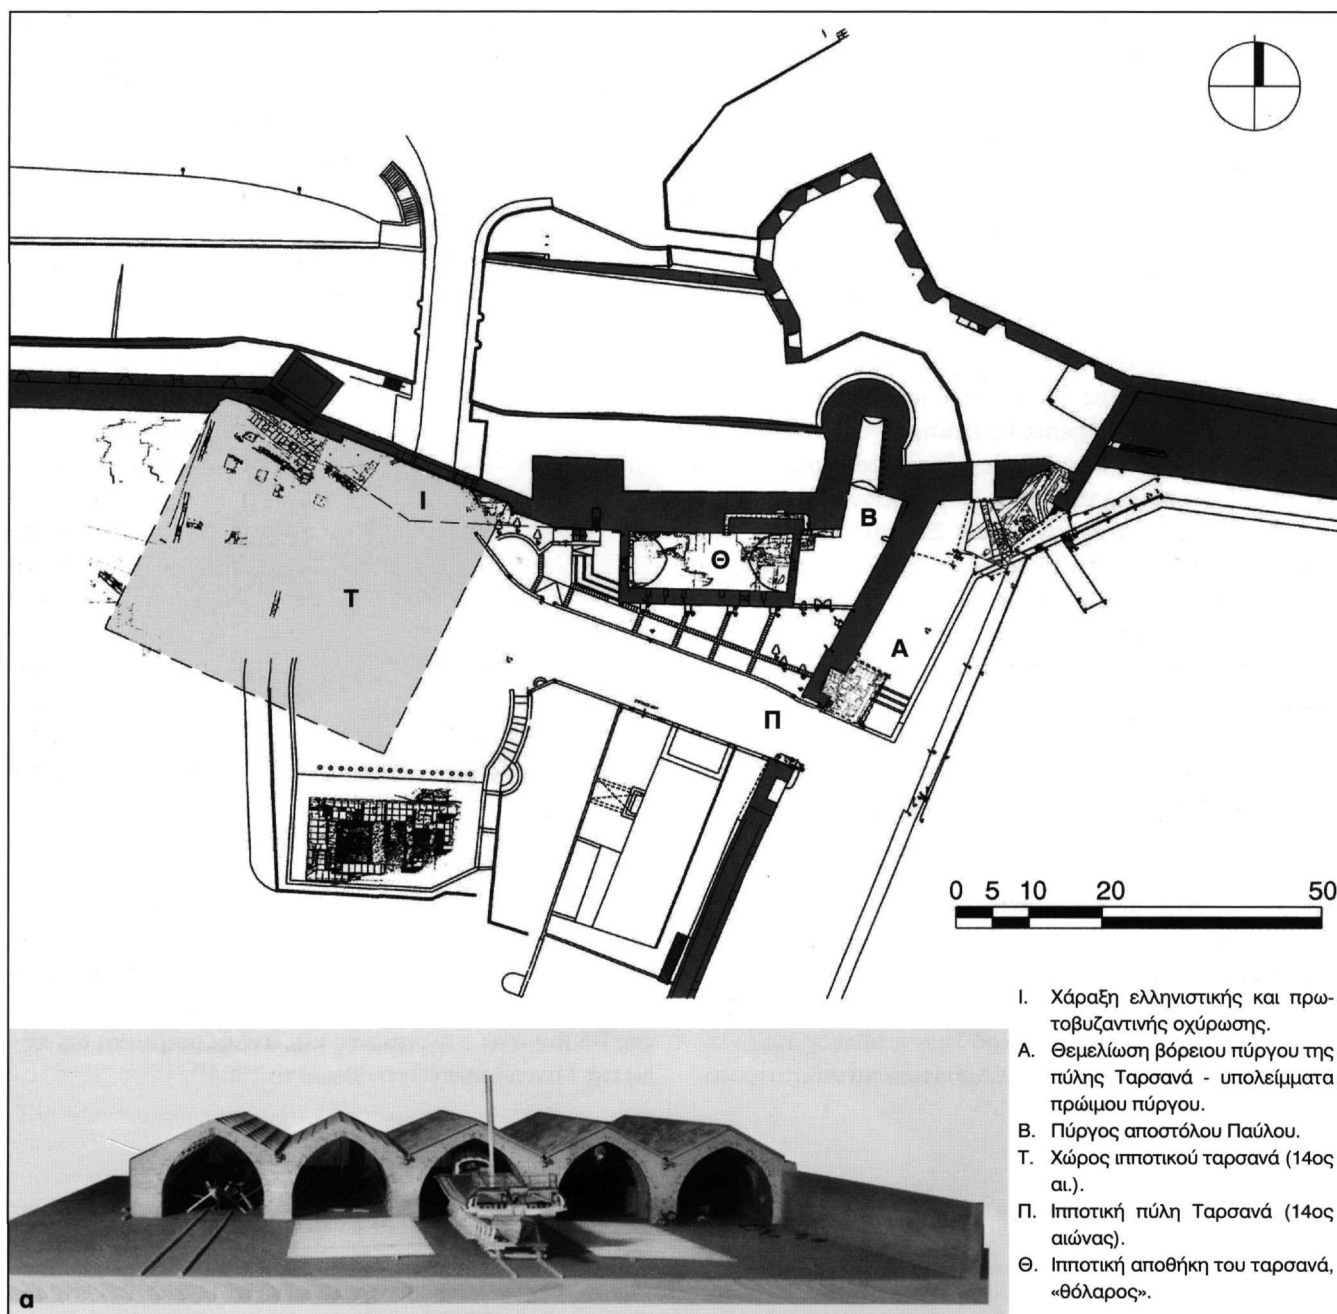 Ι
Β
Θ
Τ
Α
Π
0 5 10 20 50
Ι. Χάραξη ελληνιστικής και πρω-
τοβυζαντινής οχύρωσης.
Α. Θεμελίωση βόρειου πύργου της
πύλης Ταρσανά - υπολείμματα
πρώιμου πύργου.
Β. Πύργος αποστόλου Παύλου.
Τ. Χώρος ιπποτικού ταρσανά (14ος
αι.).
Π. Ιπποτική πύλη Ταρσανά (14ος
αιώνας).
Θ. Ιπποτική αποθήκη του ταρσανά,
«θόλαρος».
α